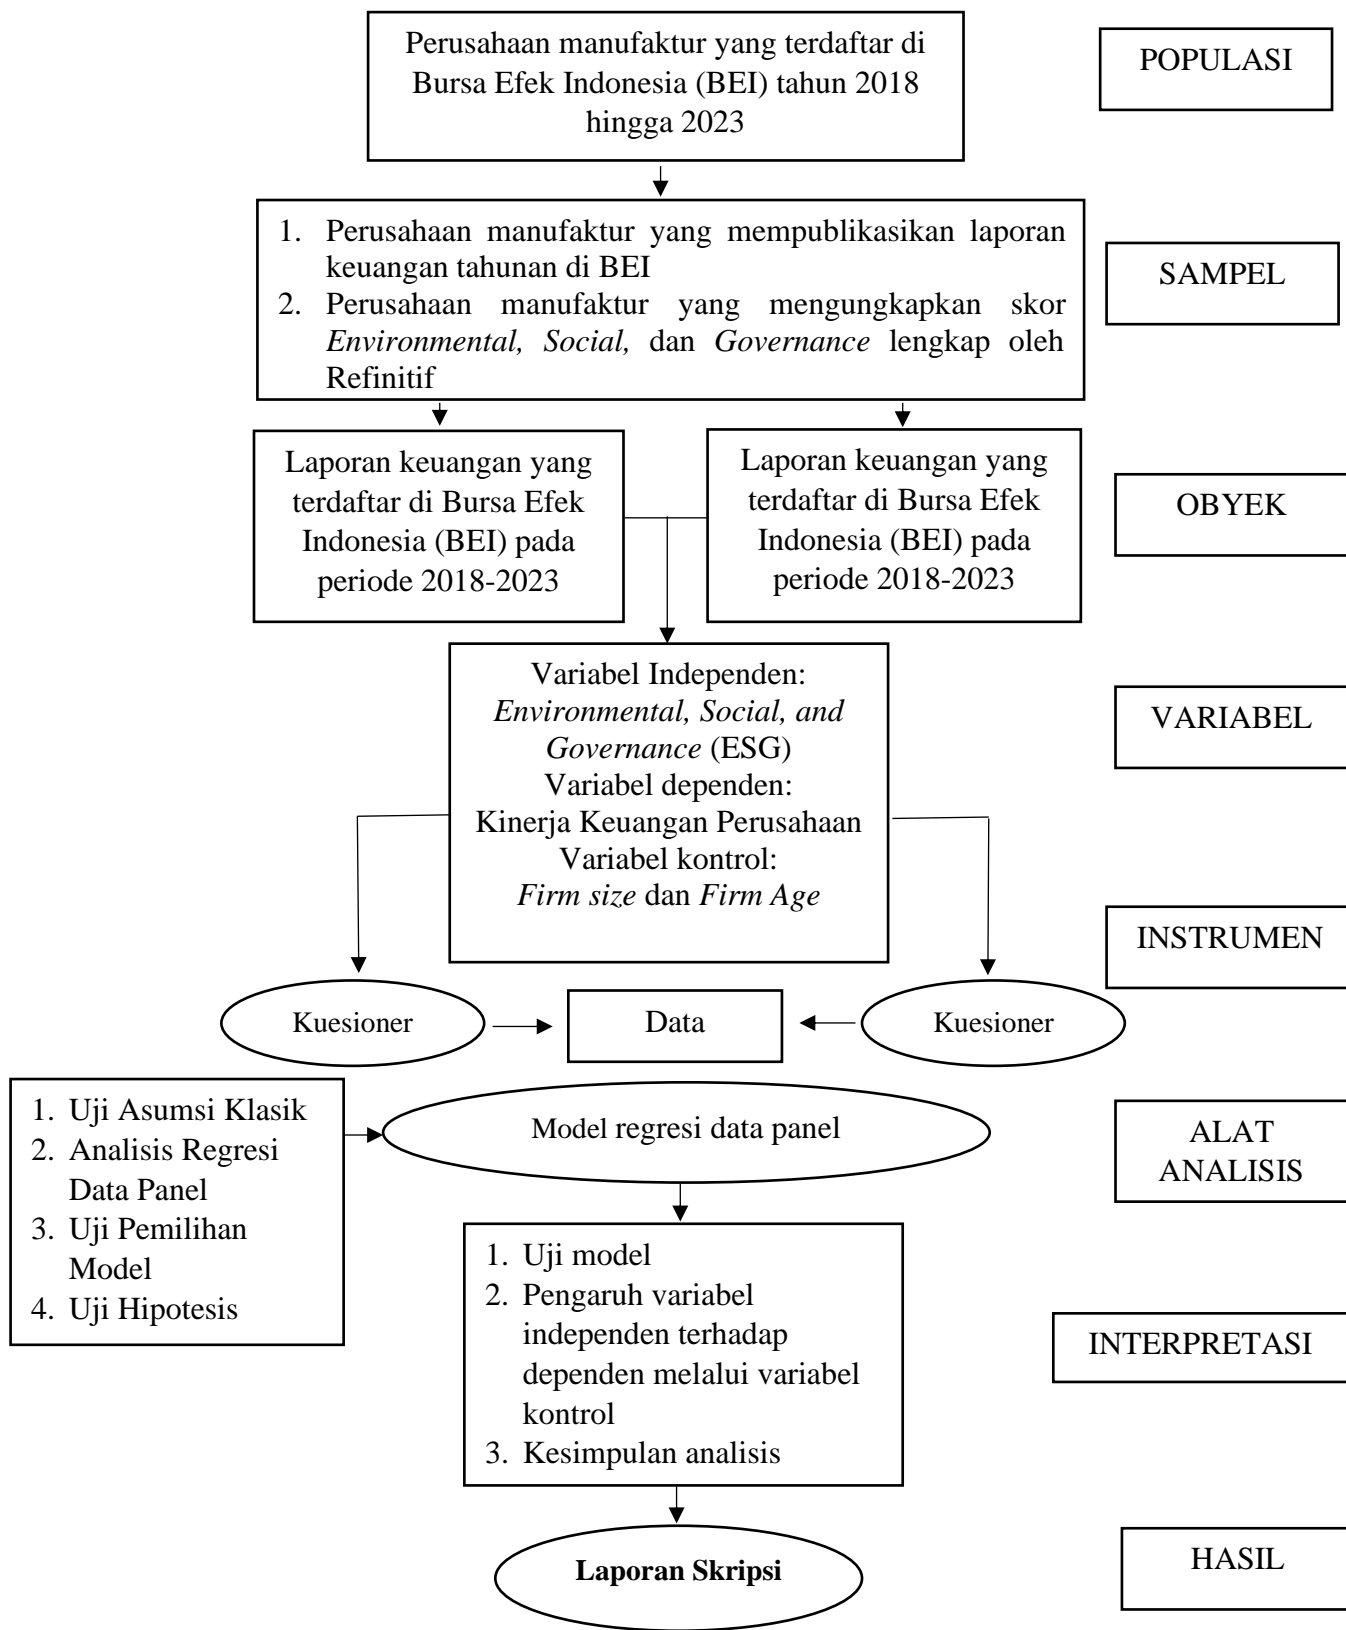 Perusahaan manufaktur yang terdaftar di
Bursa Efek Indonesia (BEI) tahun 2018
hingga 2023
POPULASI
1. Perusahaan manufaktur yang mempublikasikan laporan
keuangan tahunan di BEI
2. Perusahaan manufaktur yang mengungkapkan skor
Environmental, Social, dan Governance lengkap oleh
Refinitif
SAMPEL
Laporan keuangan yang
terdaftar di Bursa Efek
Indonesia (BEI) pada
periode 2018-2023
Laporan keuangan yang
terdaftar di Bursa Efek
Indonesia (BEI) pada
periode 2018-2023
OBYEK
Variabel Independen:
Environmental, Social, and
Governance (ESG)
Variabel dependen:
Kinerja Keuangan Perusahaan
Variabel kontrol:
Firm size dan Firm Age
VARIABEL
INSTRUMEN
Kuesioner
Data
Kuesioner
1. Uji Asumsi Klasik
2. Analisis Regresi
Data Panel
3. Uji Pemilihan
Model
4. Uji Hipotesis
Model regresi data panel
ALAT
ANALISIS
1. Uji model
2. Pengaruh variabel
independen terhadap
dependen melalui variabel
kontrol
3. Kesimpulan analisis
INTERPRETASI
Laporan Skripsi
HASIL